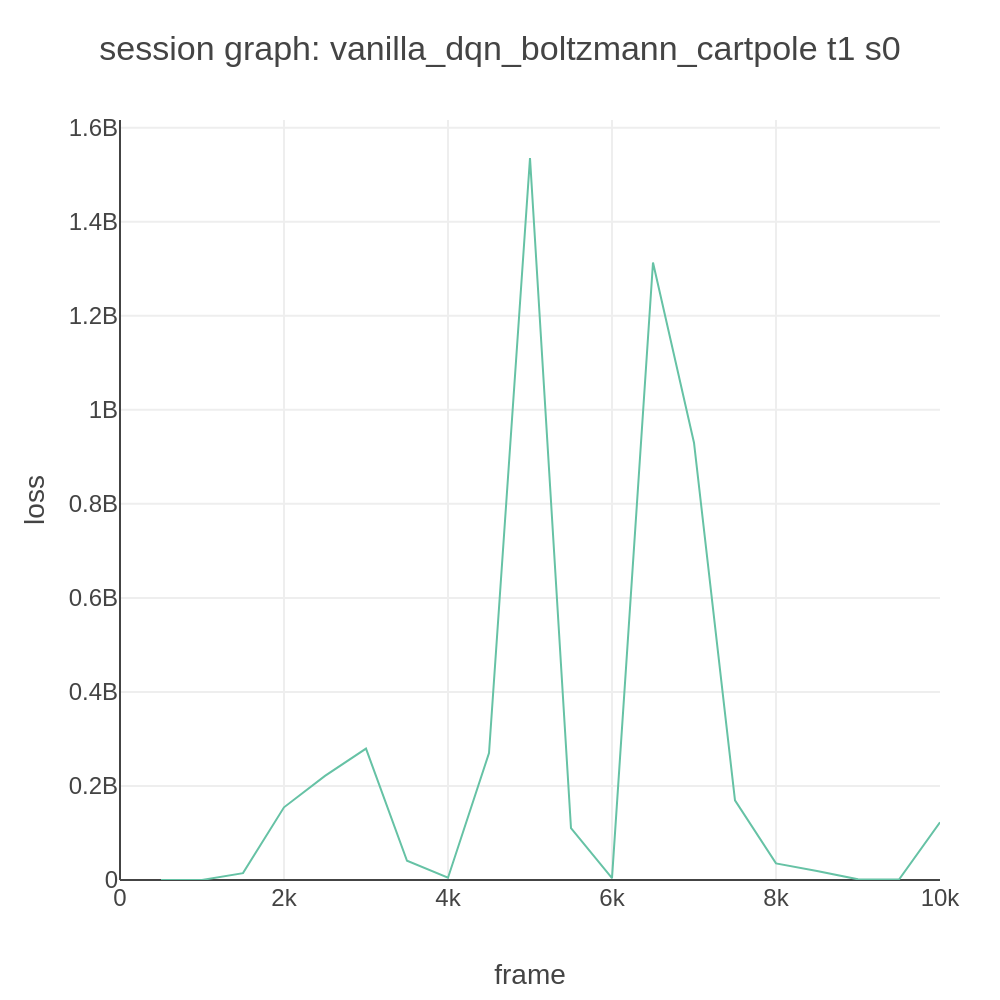 session graph: vanilla_dqn_boltzmann_cartpole t1 s0
1.6B
1.4B
1.2B
1B
0.8B
0.6B
0.4B
0.2B
0
loss
0 2k 4k 6k 8k 10k
frame